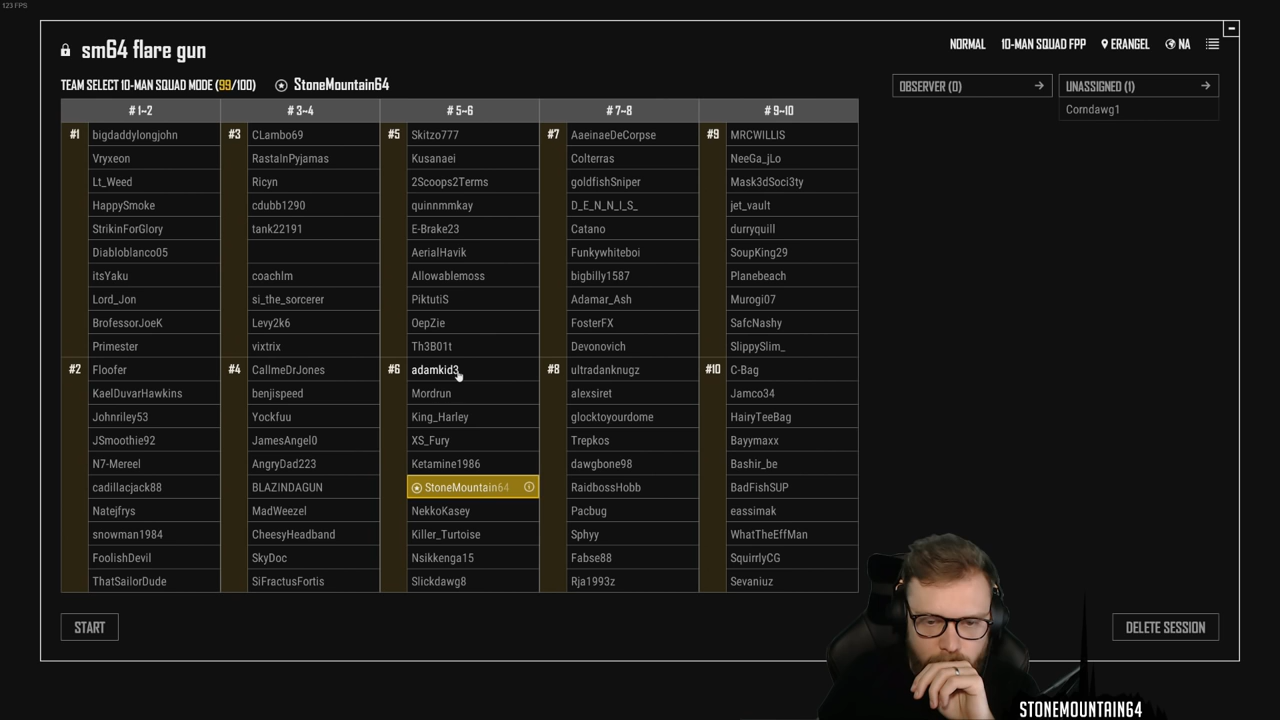 123 FPS
sm64 flare gun
NORMAL 10-MAN SQUAD FPP ERANGEL NA
TEAM SELECT 10-MAN SQUAD MODE (99/100) StoneMountain64
OBSERVER (0) UNASSIGNED (1)
Corndawg1
# 1~2 # 3~4 # 5~6 # 7~8 # 9~10
#1 bigdaddylongjohn #3 CLambo69 #5 Skitzo777 #7 AaeinaeDeCorpse #9 MRCWILLIS
Vryxeon RastaInPyjamas Kusanaei Colterras NeeGa_jLo
Lt_Weed Ricyn 2Scoops2Terms goldfishSniper Mask3dSoci3ty
HappySmoke cdubb1290 quinnmmkay D_E_N_N_I_S_ jet_vault
StrikinForGlory tank22191 E-Brake23 Catano durryquill
Diabloblanco05 AerialHavik Funkywhiteboi SoupKing29
itsYaku coachlm Allowablemoss bigbilly1587 Planebeach
Lord_Jon si_the_sorcerer PiktutiS Adamar_Ash Murogi07
BrofessorJoeK Levy2k6 OepZie FosterFX SafcNashy
Primester vixtrix Th3B01t Devonovich SlippySlim_
#2 Floofer #4 CallmeDrJones #6 adamkid3 #8 ultradanknugz #10 C-Bag
KaelDuvarHawkins benjispeed Mordrun alexsiret Jamco34
Johnriley53 Yockfuu King_Harley glocktoyourdome HairyTeeBag
JSmoothie92 JamesAngel0 XS_Fury Trepkos Bayymaxx
N7-Mereel AngryDad223 Ketamine1986 dawgbone98 Bashir_be
cadillacjack88 BLAZINDAGUN StoneMountain64 RaidbossHobb BadFishSUP
Natejfrys MadWeezel NekkoKasey Pacbug eassimak
snowman1984 CheesyHeadband Killer_Turtoise Sphyy WhatTheEffMan
FoolishDevil SkyDoc Nsikkenga15 Fabse88 SquirrlyCG
ThatSailorDude SiFractusFortis Slickdawg8 Rja1993z Sevaniuz
START DELETE SESSION
STONEMOUNTAIN64